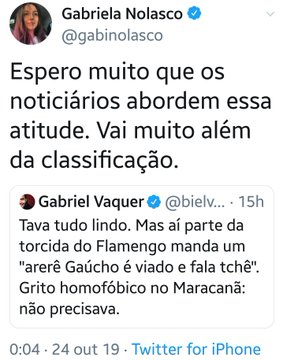 Gabriela Nolasco
@gabinolasco
Espero muito que os
noticiários abordem essa
atitude. Vai muito além
da classificação.
Gabriel Vaquer @bielv... · 15h
Tava tudo lindo. Mas aí parte da
torcida do Flamengo manda um
"arerê Gaúcho é viado e fala tchê".
Grito homofóbico no Maracanã:
não precisava.
0:04 · 24 out 19 · Twitter for iPhone